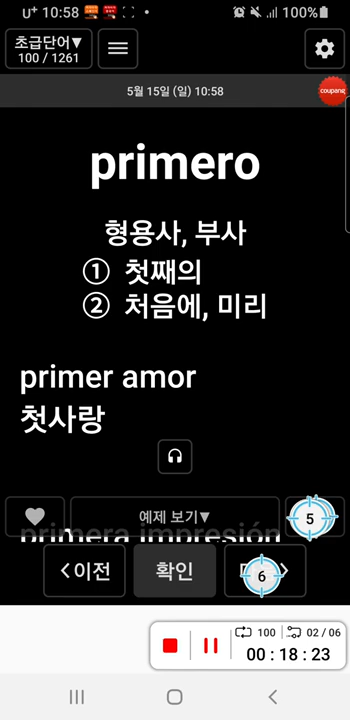 U+ 10:58 100%
초급단어▼
100 / 1261
5월 15일 (일) 10:58
coupang
primero
형용사, 부사
① 첫째의
② 처음에, 미리
primer amor
첫사랑
예제 보기▼
5
primera impresión
이전
확인
6
100 02 / 06
00 : 18 : 23